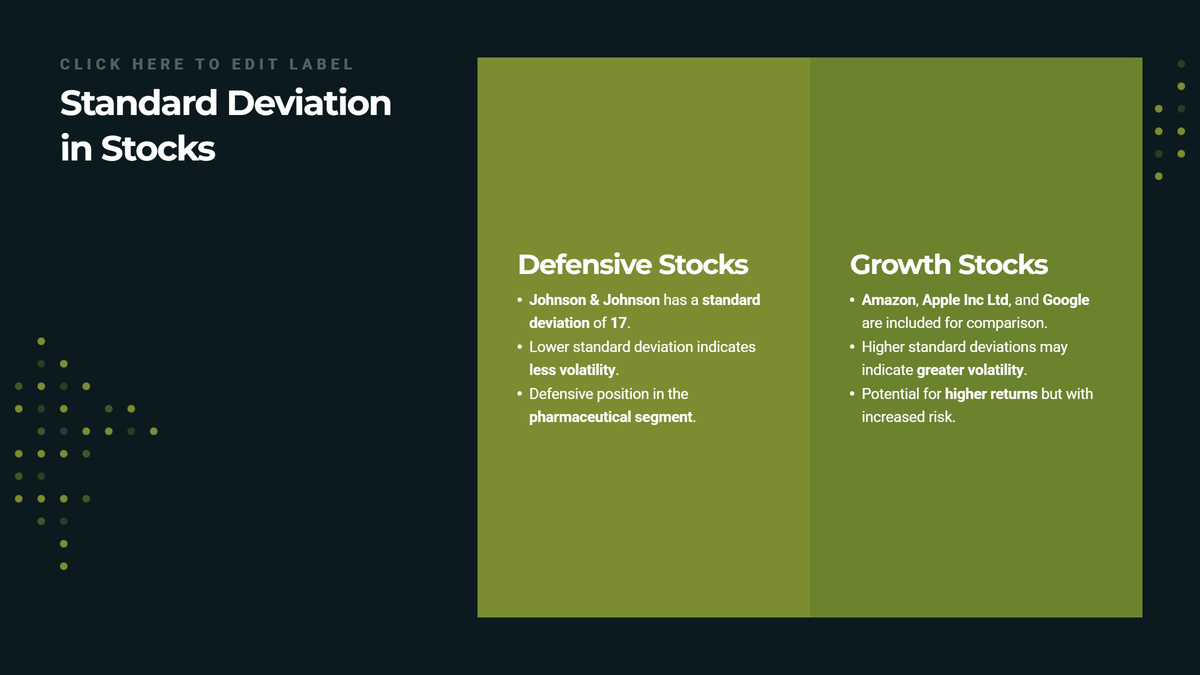 CLICK HERE TO EDIT LABEL
Standard Deviation
in Stocks
Defensive Stocks
• Johnson & Johnson has a standard
deviation of 17.
• Lower standard deviation indicates
less volatility.
• Defensive position in the
pharmaceutical segment.
Growth Stocks
• Amazon, Apple Inc Ltd, and Google
are included for comparison.
• Higher standard deviations may
indicate greater volatility.
• Potential for higher returns but with
increased risk.